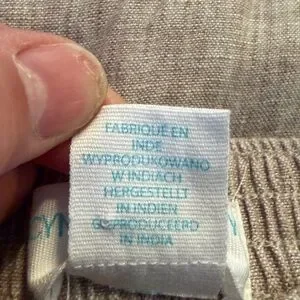 FABRIQUÉ EN
INDE
WYPRODUKOWANO
W INDIACH
HERGESTELLT
IN INDIEN
GEPRODUCEERD
IN INDIA